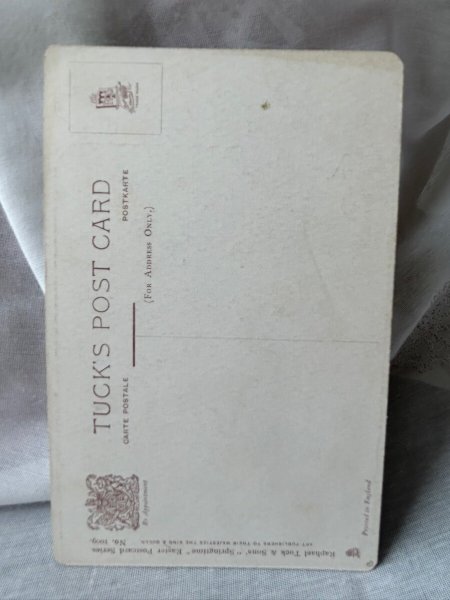 TUCK'S POST CARD
CARTE POSTALE
POSTKARTE
(FOR ADDRESS ONLY.)
By Appointment
Raphael Tuck & Sons' "Springtime" Easter Postcard Series
No. 1009.
ART PUBLISHERS TO THEIR MAJESTIES THE KING & QUEEN
Printed in England